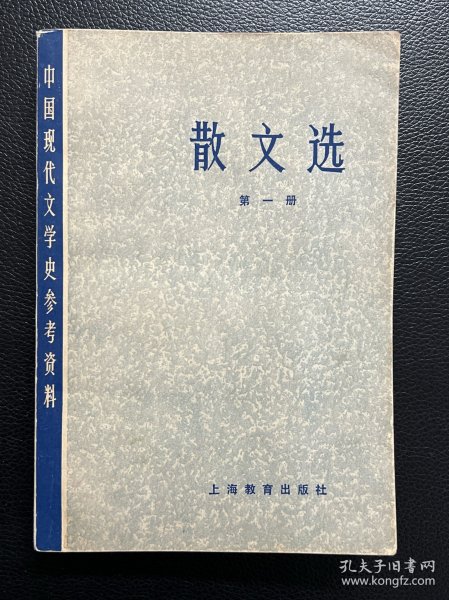 中国现代文学史参考资料
散文选
第一册
上海教育出版社
孔夫子旧书网
www.kongfz.com